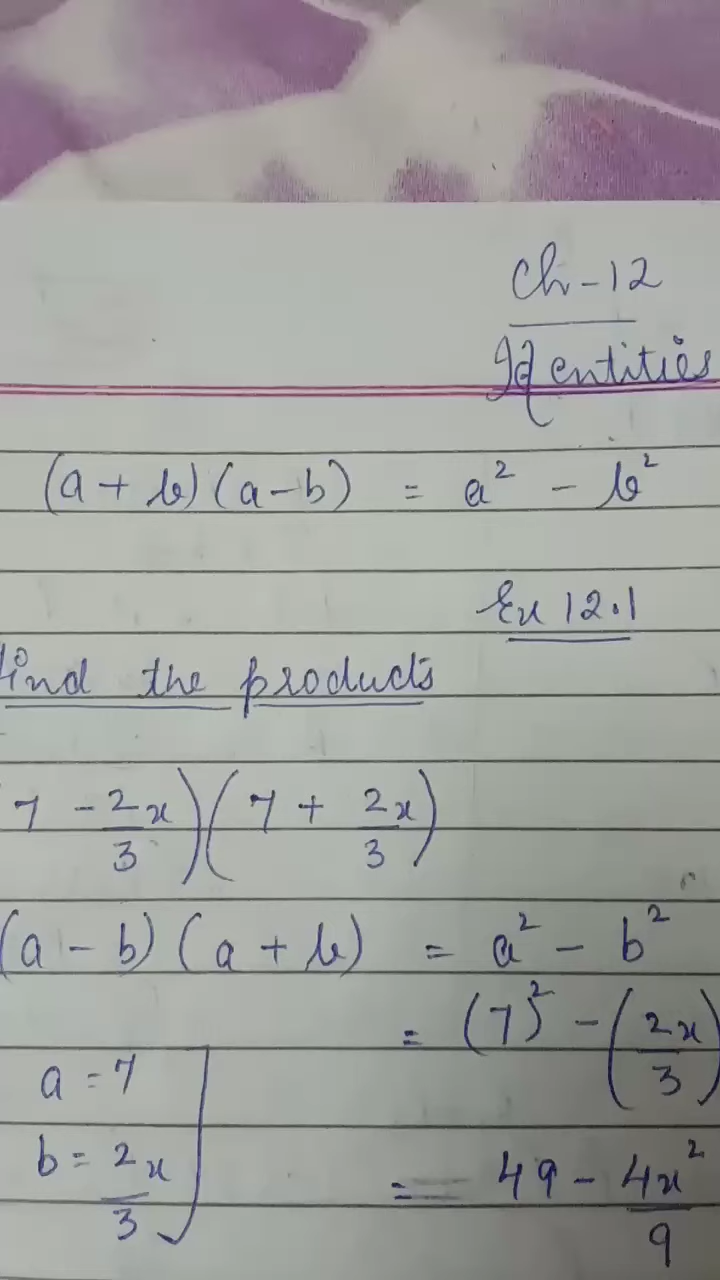 Ch-12
Identities
(a + b) (a - b) = a² - b²
Ex 12.1
Find the products
7 - 2x/3) (7 + 2x/3)
(a - b) (a + b) = a² - b²
= (7)² - (2x/3)
a = 7
b = 2x/3
= 49 - 4x²/9